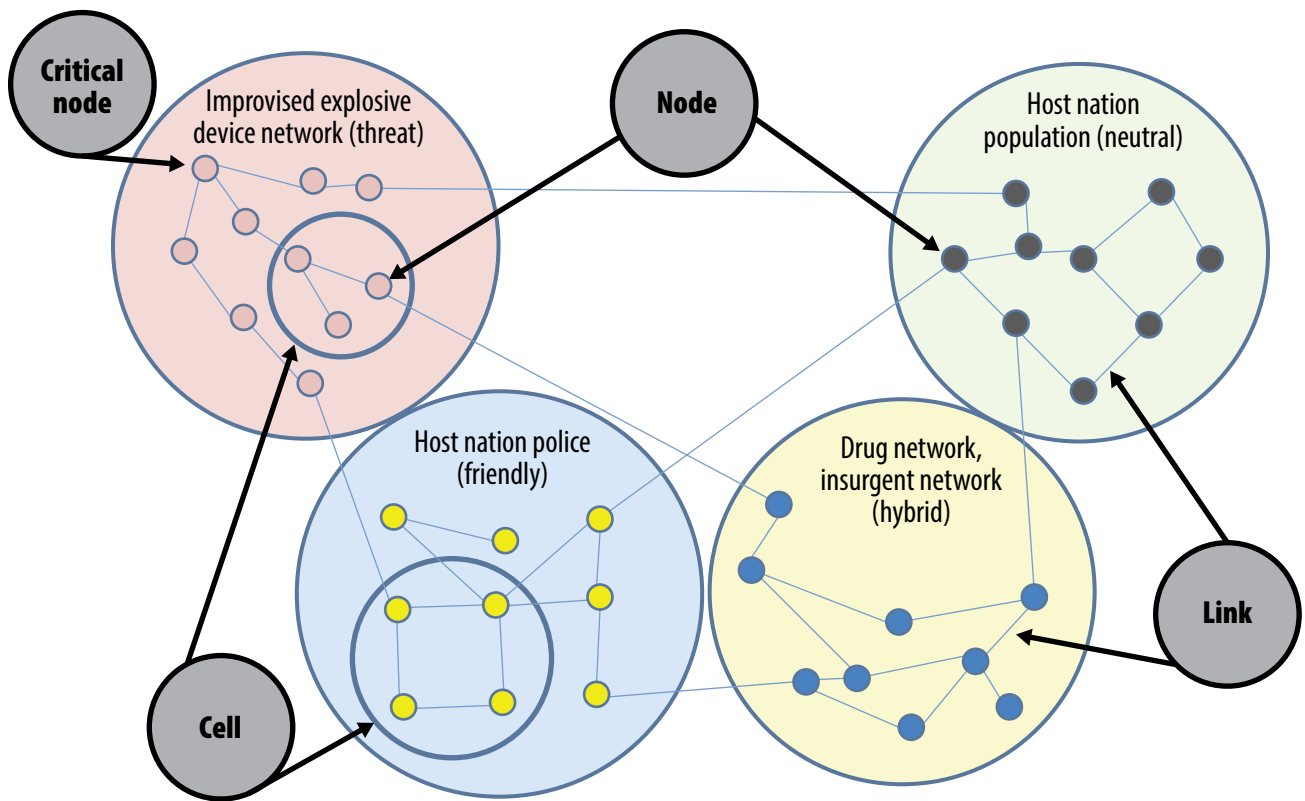 Critical
node
Improvised explosive
device network (threat)
Node
Host nation
population (neutral)
Host nation police
(friendly)
Drug network,
insurgent network
(hybrid)
Link
Cell